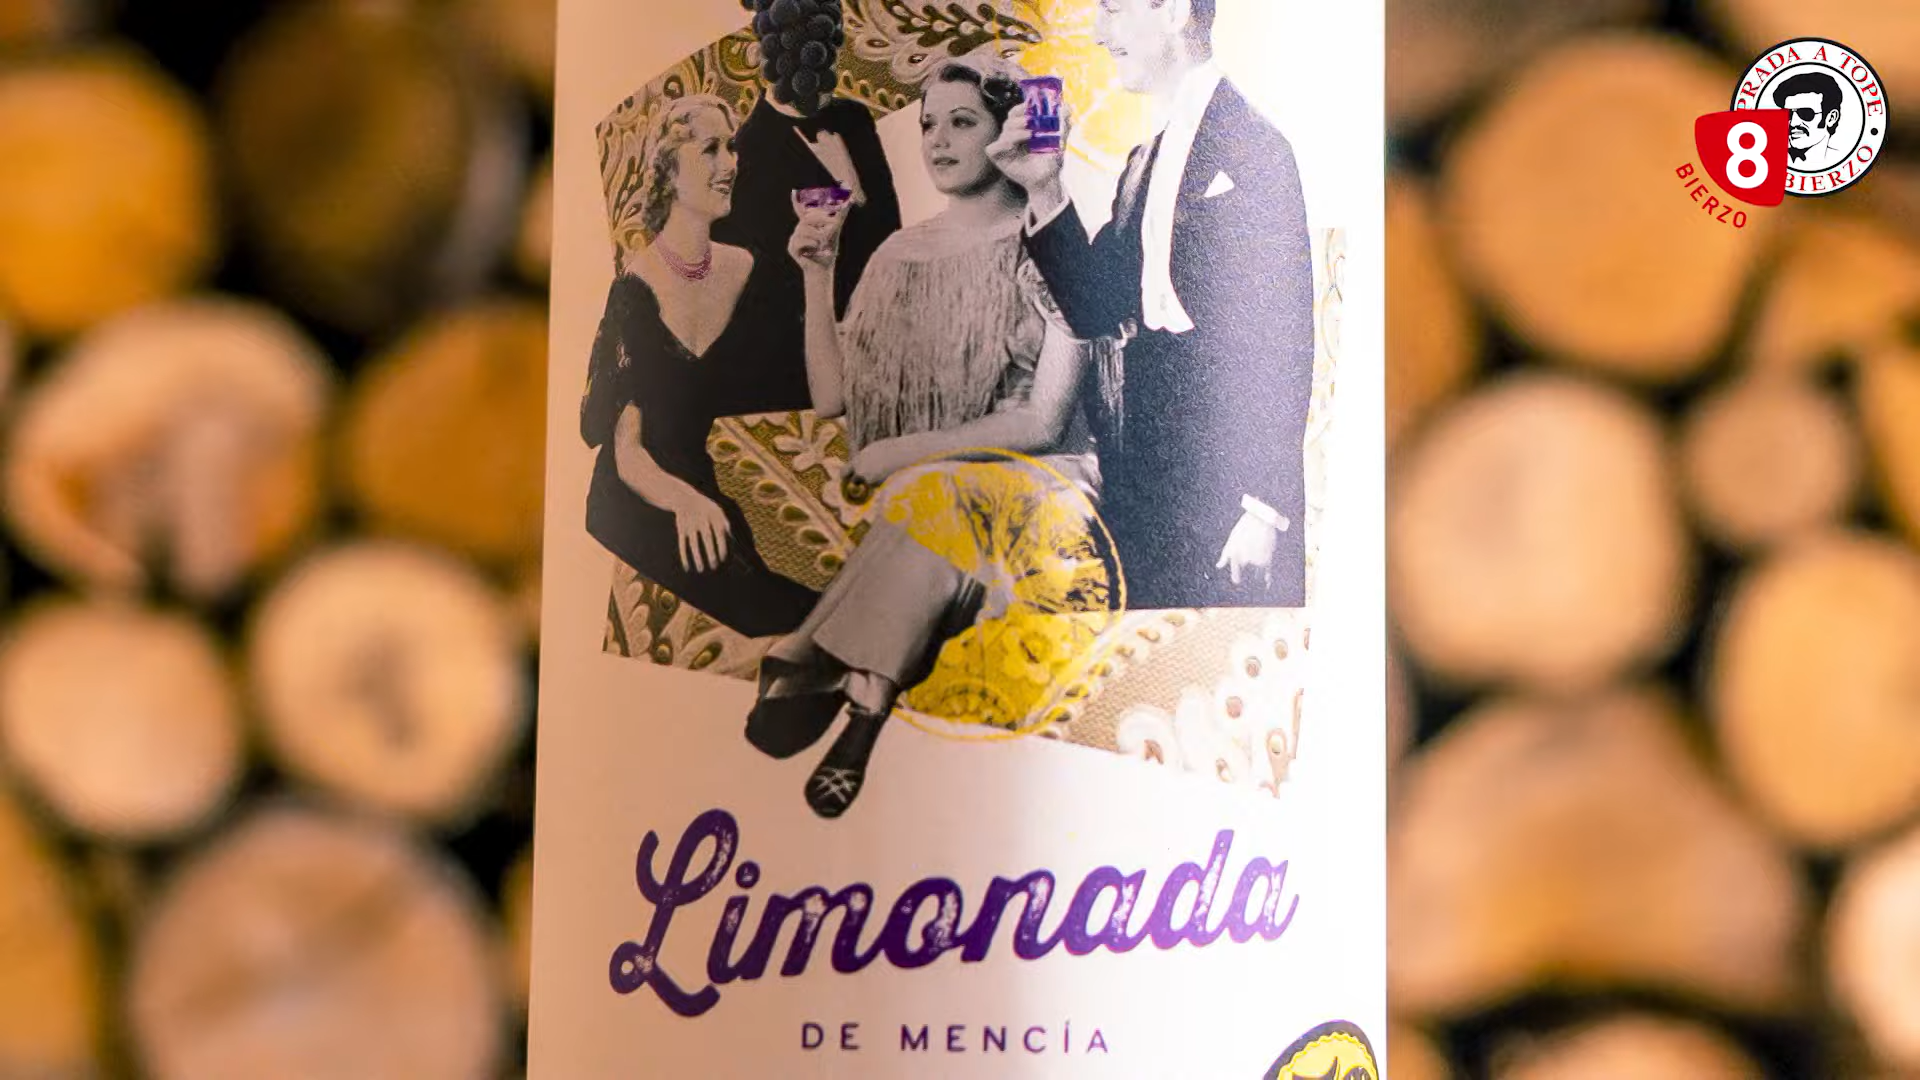 PRADA A TOPE •
BIERZO
8
BIERZO
Limonada
DE MENCÍA